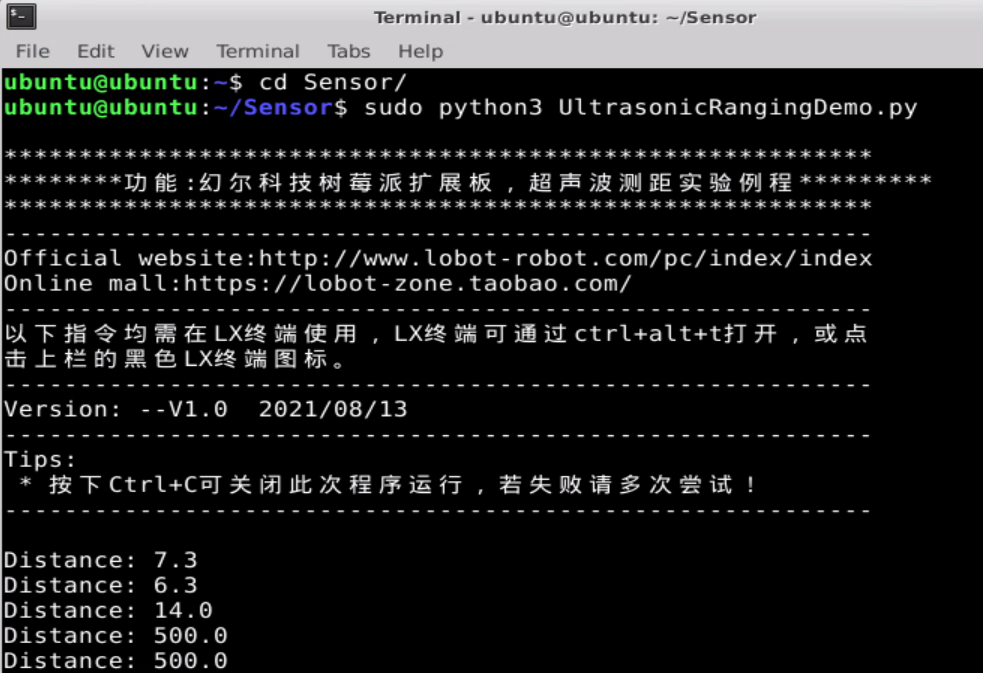 Terminal - ubuntu@ubuntu: ~/Sensor
File Edit View Terminal Tabs Help
ubuntu@ubuntu:~$ cd Sensor/
ubuntu@ubuntu:~/Sensor$ sudo python3 UltrasonicRangingDemo.py
**********************************************************
********功能:幻尔科技树莓派扩展板，超声波测距实验例程*********
**********************************************************
----------------------------------------------------------
Official website:http://www.lobot-robot.com/pc/index/index
Online mall:https://lobot-zone.taobao.com/
----------------------------------------------------------
以下指令均需在LX终端使用，LX终端可通过ctrl+alt+t打开，或点
击上栏的黑色LX终端图标。
----------------------------------------------------------
Version: --V1.0  2021/08/13
----------------------------------------------------------
Tips:
 * 按下Ctrl+C可关闭此次程序运行，若失败请多次尝试！
----------------------------------------------------------
Distance: 7.3
Distance: 6.3
Distance: 14.0
Distance: 500.0
Distance: 500.0